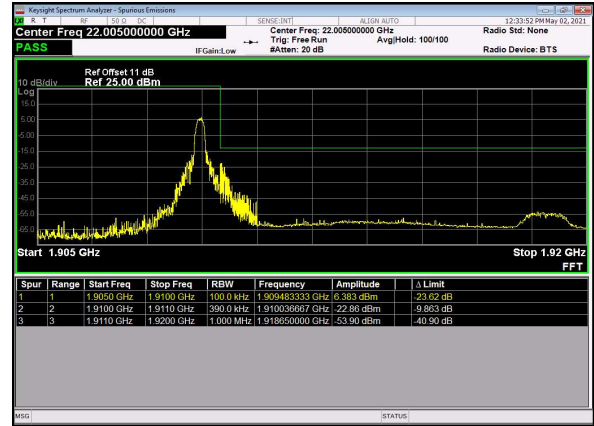 Keysight Spectrum Analyzer - Spurious Emissions
LXI R T RF 50 Ω DC SENSE:INT ALIGN AUTO 12:33:52 PM May 02, 2021
Center Freq 22.005000000 GHz Center Freq: 22.005000000 GHz Radio Std: None
Trig: Free Run Avg|Hold: 100/100
PASS IFGain:Low #Atten: 20 dB Radio Device: BTS
Ref Offset 11 dB
10 dB/div Ref 25.00 dBm
Log
15.0
5.00
-5.00
-15.0
-25.0
-35.0
-45.0
-55.0
-65.0
Start 1.905 GHz Stop 1.92 GHz
FFT
Spur Range Start Freq Stop Freq RBW Frequency Amplitude Δ Limit
1 1 1.9050 GHz 1.9100 GHz 100.0 kHz 1.909483333 GHz 6.383 dBm -23.62 dB
2 2 1.9100 GHz 1.9110 GHz 390.0 kHz 1.910036667 GHz -22.86 dBm -9.863 dB
3 3 1.9110 GHz 1.9200 GHz 1.000 MHz 1.918650000 GHz -53.90 dBm -40.90 dB
MSG STATUS